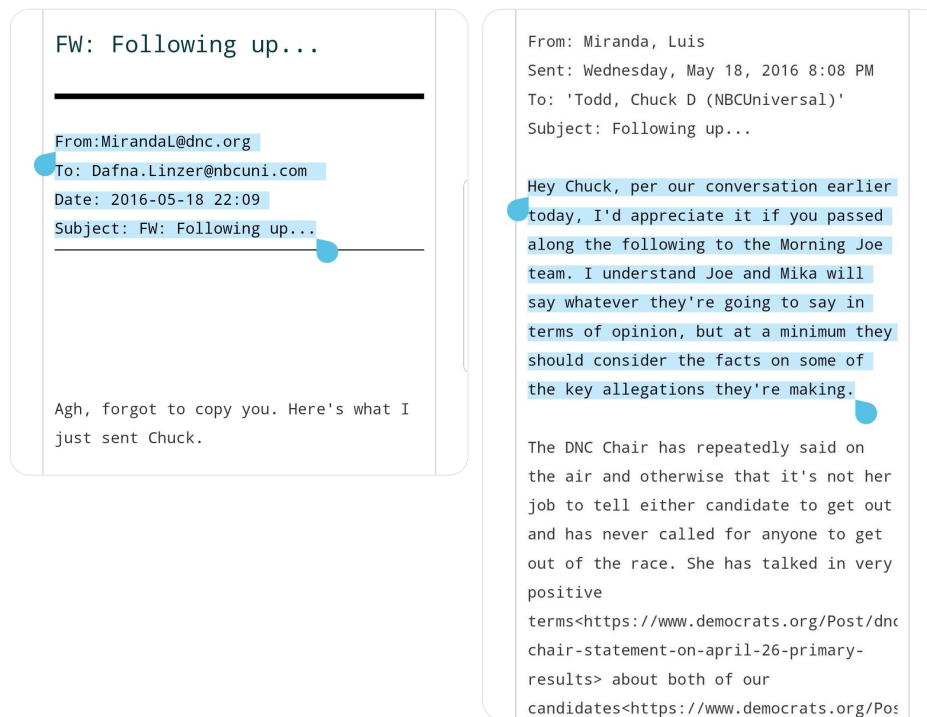 FW: Following up...
From:MirandaL@dnc.org
To: Dafna.Linzer@nbcuni.com
Date: 2016-05-18 22:09
Subject: FW: Following up...
Agh, forgot to copy you. Here's what I
just sent Chuck.
From: Miranda, Luis
Sent: Wednesday, May 18, 2016 8:08 PM
To: 'Todd, Chuck D (NBCUniversal)'
Subject: Following up...
Hey Chuck, per our conversation earlier
today, I'd appreciate it if you passed
along the following to the Morning Joe
team. I understand Joe and Mika will
say whatever they're going to say in
terms of opinion, but at a minimum they
should consider the facts on some of
the key allegations they're making.
The DNC Chair has repeatedly said on
the air and otherwise that it's not her
job to tell either candidate to get out
and has never called for anyone to get
out of the race. She has talked in very
positive
terms<https://www.democrats.org/Post/dnc
chair-statement-on-april-26-primary-
results> about both of our
candidates<https://www.democrats.org/Pos